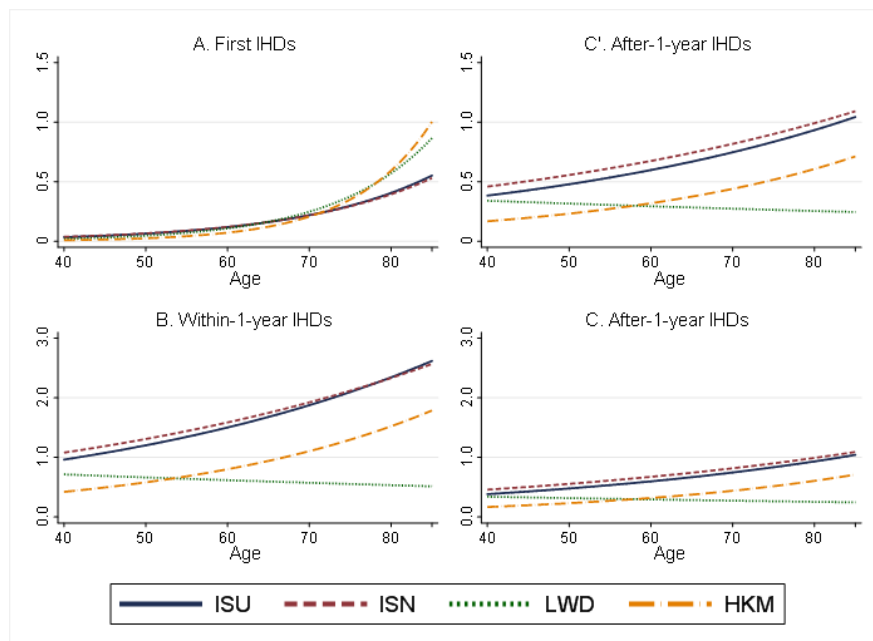 A. First IHDs
1.5
1.0
0.5
0
40 50 60 70 80
Age
C'. After-1-year IHDs
1.5
1.0
0.5
0
40 50 60 70 80
Age
B. Within-1-year IHDs
3.0
2.0
1.0
0.0
40 50 60 70 80
Age
C. After-1-year IHDs
3.0
2.0
1.0
0.0
40 50 60 70 80
Age
ISU ISN LWD HKM